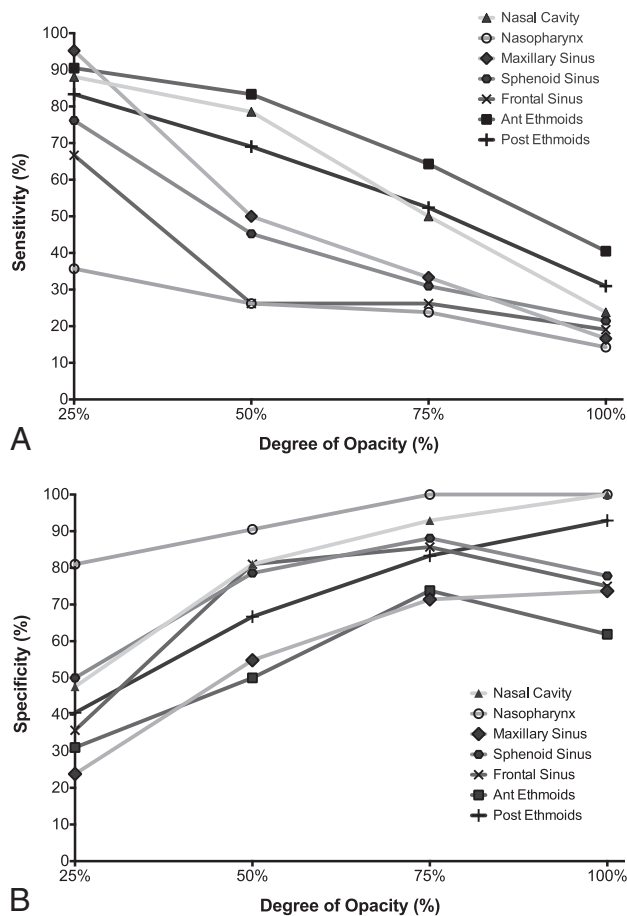 Nasal Cavity
Nasopharynx
Maxillary Sinus
Sphenoid Sinus
Frontal Sinus
Ant Ethmoids
Post Ethmoids
100
90
80
70
60
50
40
30
20
10
0
Sensitivity (%)
25%
50%
75%
100%
Degree of Opacity (%)
A
100
90
80
70
60
50
40
30
20
10
0
Specificity (%)
Nasal Cavity
Nasopharynx
Maxillary Sinus
Sphenoid Sinus
Frontal Sinus
Ant Ethmoids
Post Ethmoids
25%
50%
75%
100%
Degree of Opacity (%)
B